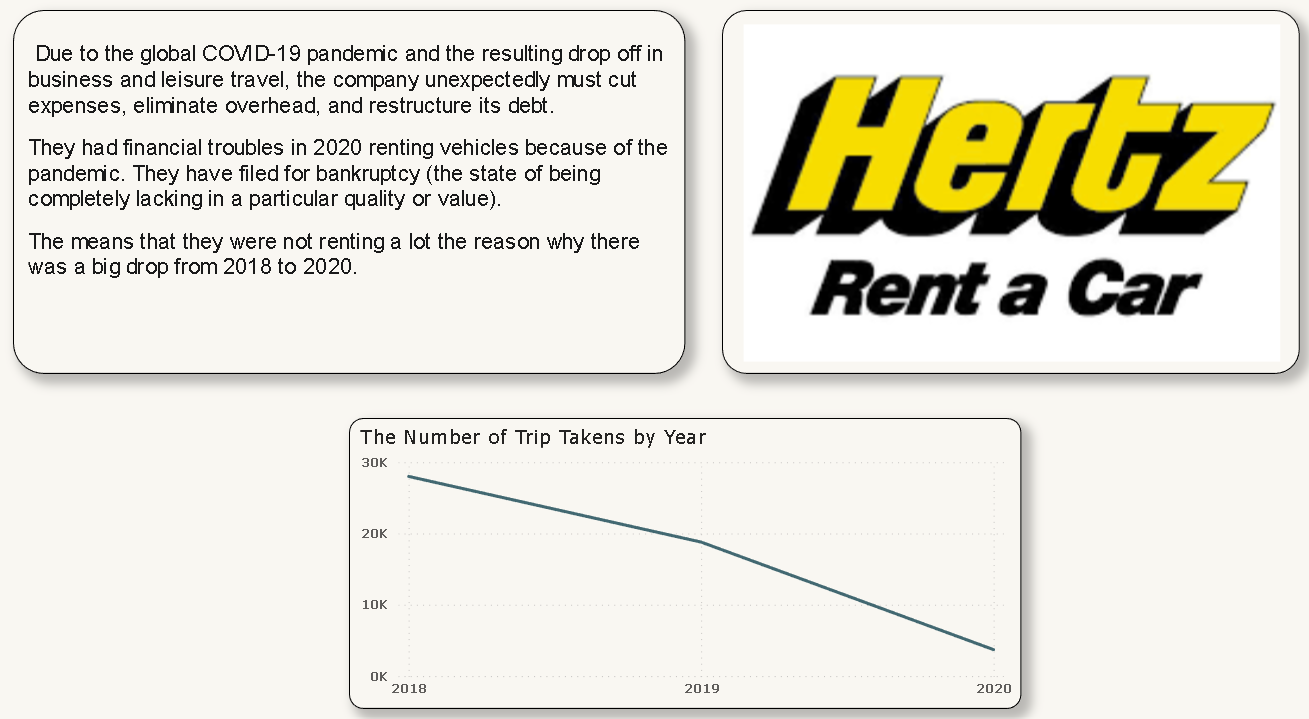 Due to the global COVID-19 pandemic and the resulting drop off in
business and leisure travel, the company unexpectedly must cut
expenses, eliminate overhead, and restructure its debt.
They had financial troubles in 2020 renting vehicles because of the
pandemic. They have filed for bankruptcy (the state of being
completely lacking in a particular quality or value).
The means that they were not renting a lot the reason why there
was a big drop from 2018 to 2020.
Hertz
Rent a Car
The Number of Trip Takens by Year
30K
20K
10K
0K
2018 2019 2020